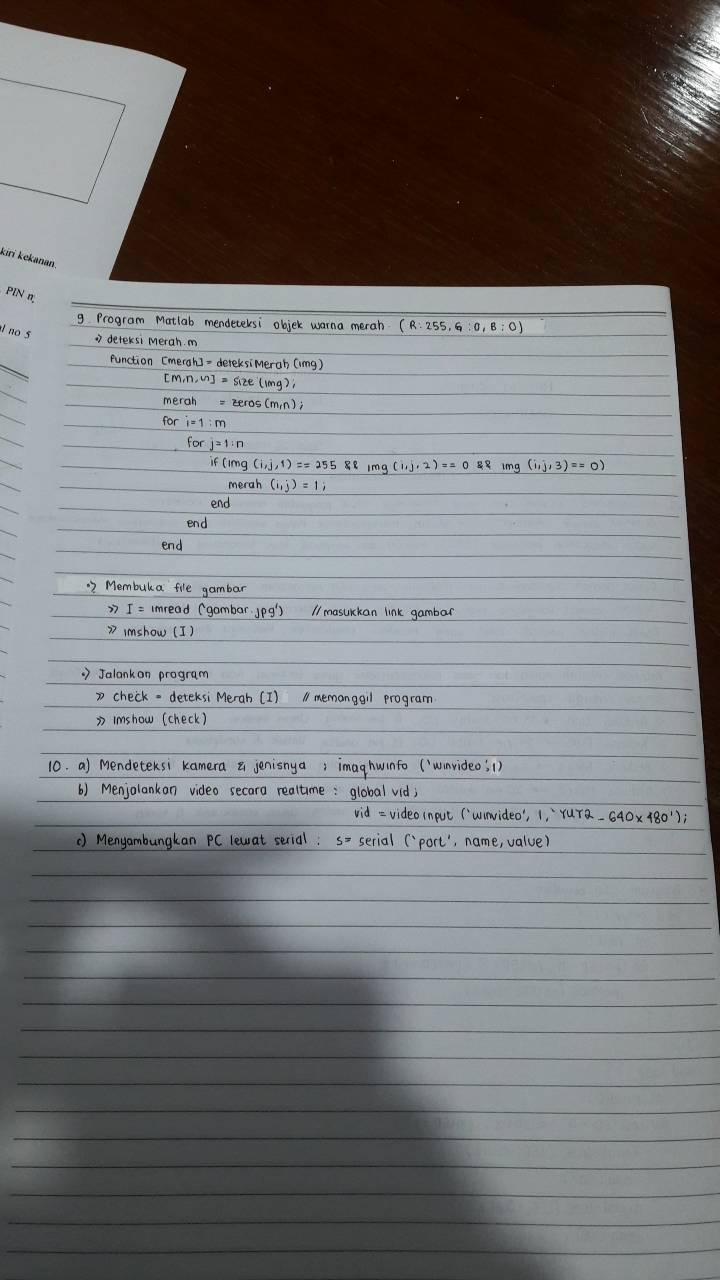 kiri kekanan.
PIN
no 5
9. Program Matlab mendeteksi objek warna merah. (R:255, G:0, B:0)
-> deteksi Merah.m
function [merah] = deteksi Merah (img)
[m,n,~] = size (img);
merah = zeros (m,n);
for i=1:m
for j=1:n
if (img (i,j,1) == 255 && img (i,j,2) == 0 && img (i,j,3) == 0)
merah (i,j) = 1;
end
end
end
•) Membuka file gambar
>> I = imread ('gambar.jpg') // masukkan link gambar
>> imshow (I)
•) Jalankan program
>> check = deteksi Merah (I) // memanggil program.
>> imshow (check)
10. a) Mendeteksi kamera & jenisnya ; imaqhwinfo ('winvideo',1)
b) Menjalankan video secara realtime : global vid;
vid = video input ('winvideo', 1, 'YUY2_640x480');
c) Menyambungkan PC lewat serial : s= serial ('port', name, value)